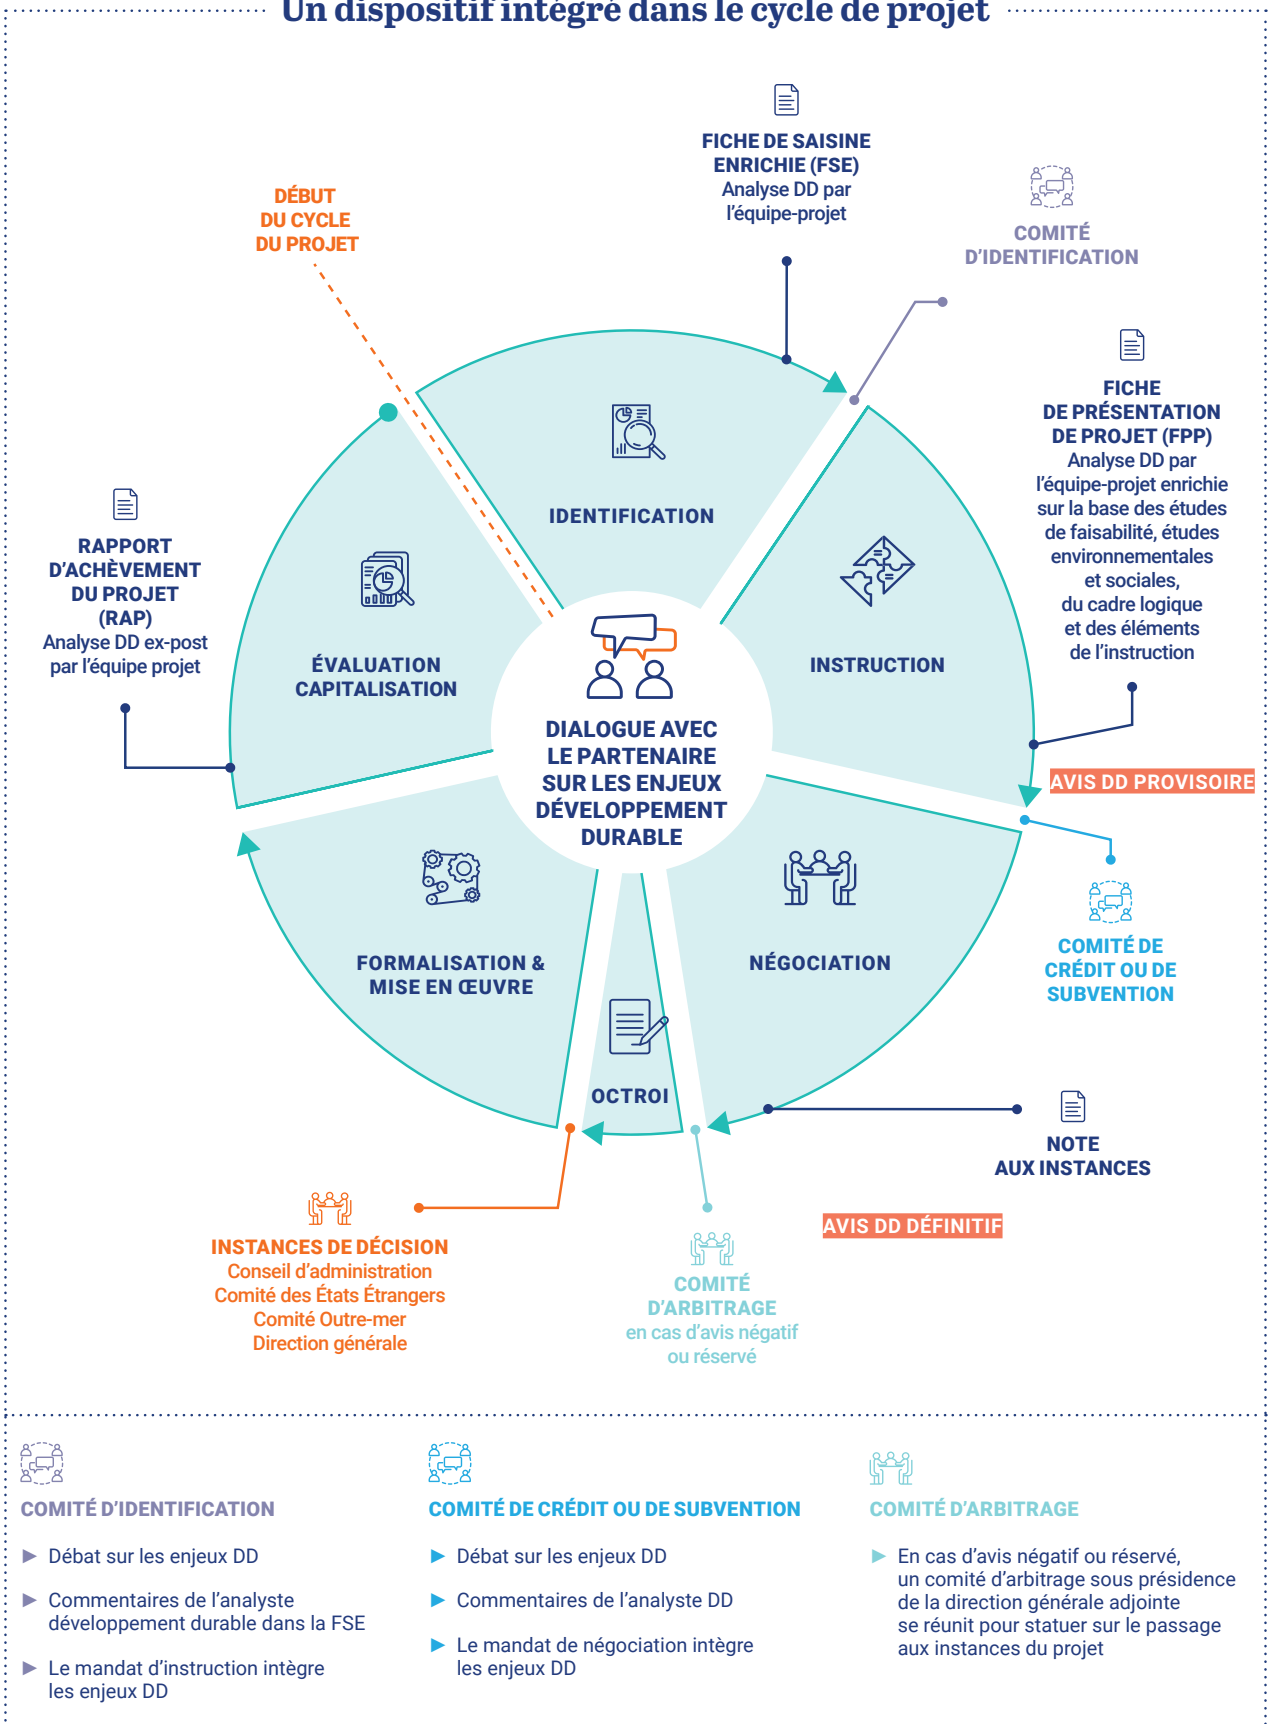 Un dispositif intégré dans le cycle de projet
FICHE DE SAISINE
ENRICHIE (FSE)
Analyse DD par
l'équipe-projet
DÉBUT
DU CYCLE
DU PROJET
COMITÉ
D'IDENTIFICATION
FICHE
DE PRÉSENTATION
DE PROJET (FPP)
Analyse DD par
l'équipe-projet enrichie
sur la base des études
de faisabilité, études
environnementales
et sociales,
du cadre logique
et des éléments
de l'instruction
IDENTIFICATION
RAPPORT
D'ACHÈVEMENT
DU PROJET
(RAP)
Analyse DD ex-post
par l'équipe projet
ÉVALUATION
CAPITALISATION
INSTRUCTION
DIALOGUE AVEC
LE PARTENAIRE
SUR LES ENJEUX
DÉVELOPPEMENT
DURABLE
AVIS DD PROVISOIRE
COMITÉ DE
CRÉDIT OU DE
SUBVENTION
FORMALISATION &
MISE EN ŒUVRE
NÉGOCIATION
OCTROI
NOTE
AUX INSTANCES
AVIS DD DÉFINITIF
INSTANCES DE DÉCISION
Conseil d'administration
Comité des États Étrangers
Comité Outre-mer
Direction générale
COMITÉ
D'ARBITRAGE
en cas d'avis négatif
ou réservé
COMITÉ D'IDENTIFICATION
► Débat sur les enjeux DD
► Commentaires de l'analyste
développement durable dans la FSE
► Le mandat d'instruction intègre
les enjeux DD
COMITÉ DE CRÉDIT OU DE SUBVENTION
► Débat sur les enjeux DD
► Commentaires de l'analyste DD
► Le mandat de négociation intègre
les enjeux DD
COMITÉ D'ARBITRAGE
► En cas d'avis négatif ou réservé,
un comité d'arbitrage sous présidence
de la direction générale adjointe
se réunit pour statuer sur le passage
aux instances du projet